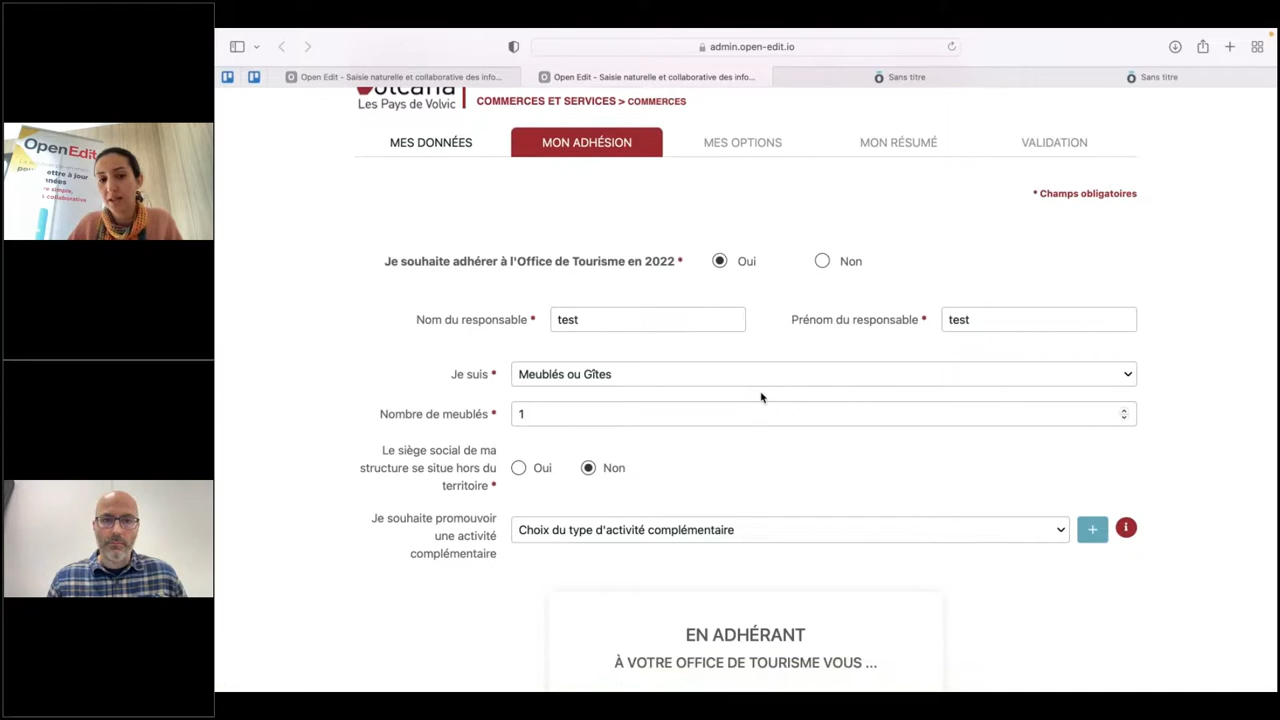 admin.open-edit.io
Open Edit - Saisie naturelle et collaborative des info...
Open Edit - Saisie naturelle et collaborative des info...
Sans titre
Sans titre
Les Pays de Volvic
COMMERCES ET SERVICES > COMMERCES
MES DONNÉES
MON ADHÉSION
MES OPTIONS
MON RÉSUMÉ
VALIDATION
* Champs obligatoires
Je souhaite adhérer à l'Office de Tourisme en 2022 *
Oui
Non
Nom du responsable *
test
Prénom du responsable *
test
Je suis *
Meublés ou Gîtes
Nombre de meublés *
1
Le siège social de ma
structure se situe hors du
territoire *
Oui
Non
Je souhaite promouvoir
une activité
complémentaire
Choix du type d'activité complémentaire
+
i
EN ADHÉRANT
À VOTRE OFFICE DE TOURISME VOUS ...
OpenEdit